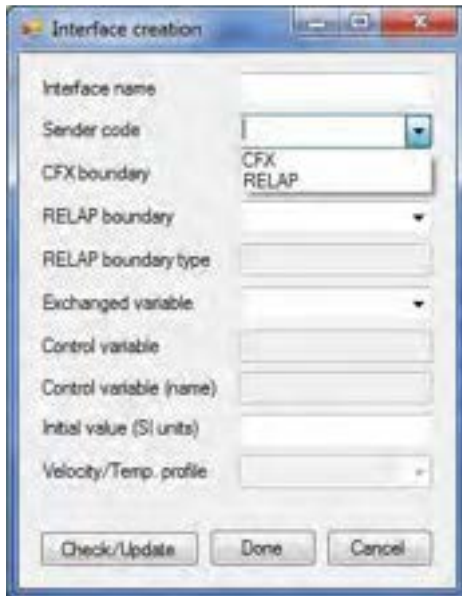 Interface creation
Interface name
Sender code
CFX
CFX boundary
RELAP
RELAP boundary
RELAP boundary type
Exchanged variable
Control variable
Control variable (name)
Initial value (SI units)
Velocity/Temp. profile
Check/Update Done Cancel